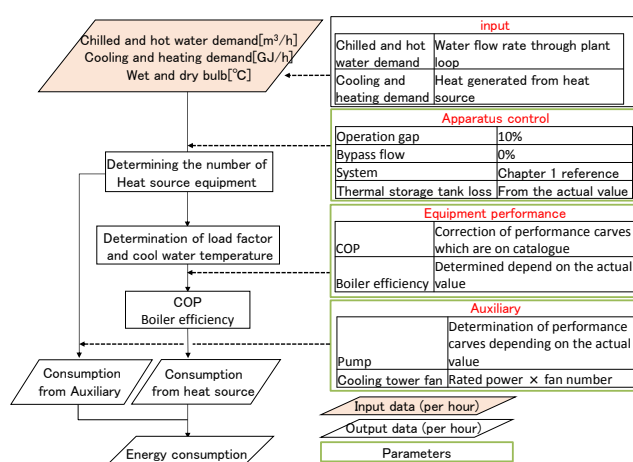 Chilled and hot water demand[m³/h]
Cooling and heating demand[GJ/h]
Wet and dry bulb[℃]
Determining the number of
Heat source equipment
Determination of load factor
and cool water temperature
COP
Boiler efficiency
Consumption
from Auxiliary
Consumption
from heat source
Energy consumption
input
Chilled and hot
water demand
Water flow rate through plant
loop
Cooling and
heating demand
Heat generated from heat
source
Apparatus control
Operation gap
10%
Bypass flow
0%
System
Chapter 1 reference
Thermal storage tank loss
From the actual value
Equipment performance
COP
Correction of performance carves
which are on catalogue
Boiler efficiency
Determined depend on the actual
value
Auxiliary
Pump
Determination of performance
carves depending on the actual
value
Cooling tower fan
Rated power × fan number
Input data (per hour)
Output data (per hour)
Parameters